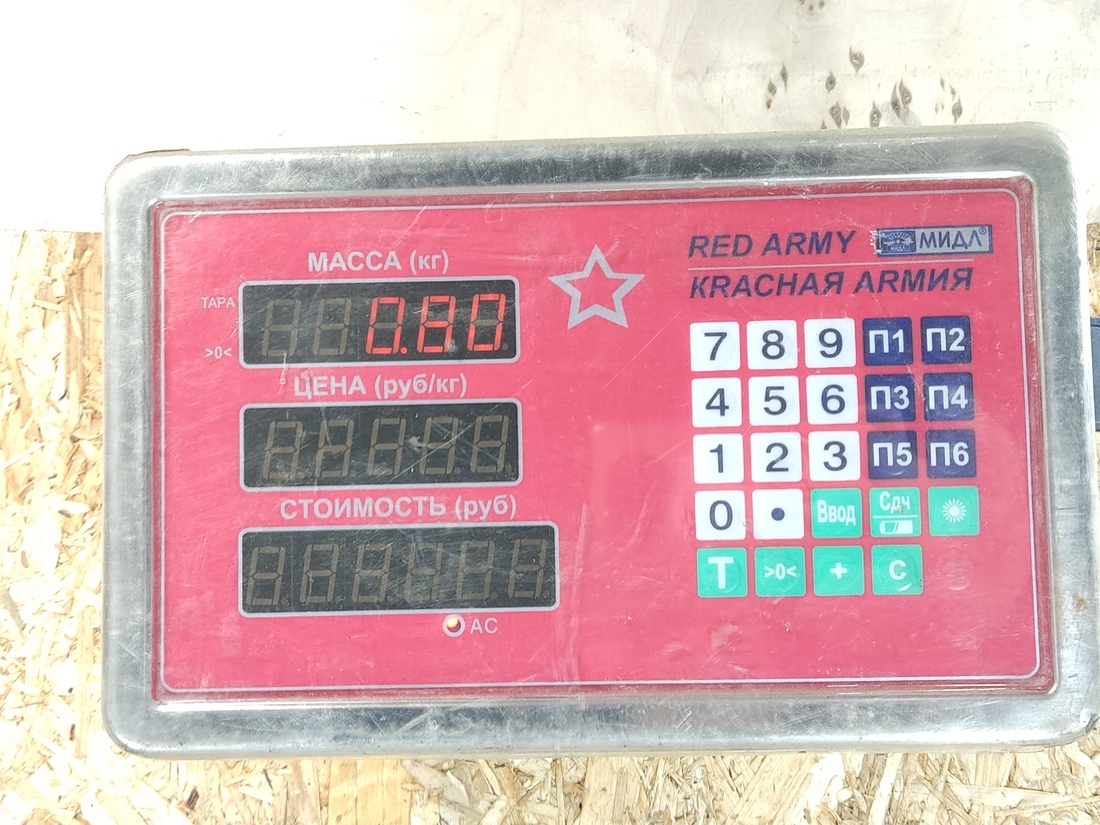 МАССА (кг)
ТАРА
0.80
>0<
ЦЕНА (руб/кг)
СТОИМОСТЬ (руб)
AC
RED ARMY МИДЛ®
КRАСНАЯ АRМИЯ
7 8 9 П1 П2
4 5 6 П3 П4
1 2 3 П5 П6
0 • Ввод Сдч
T >0< + C